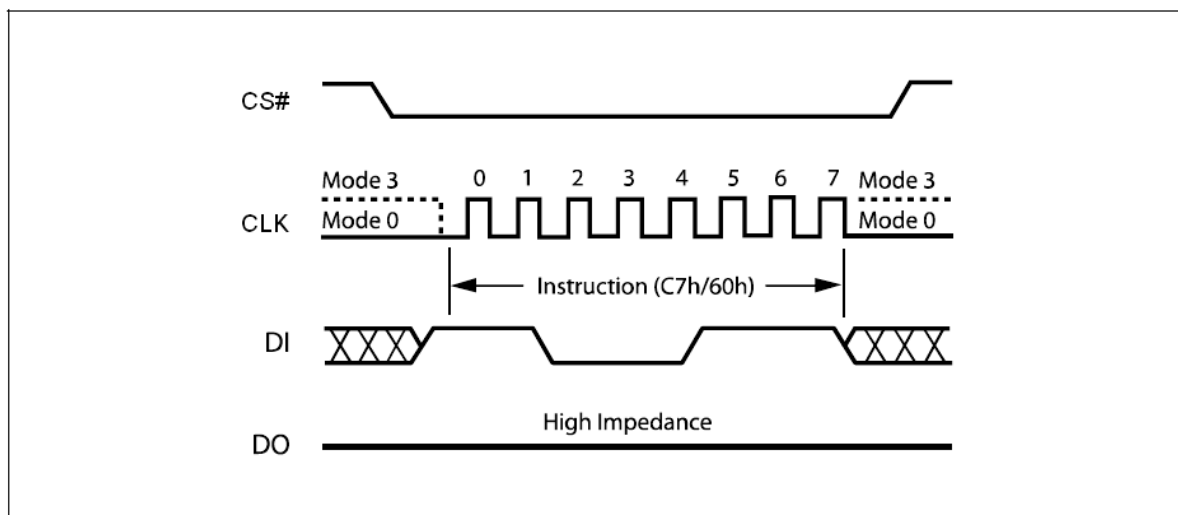 CS#
Mode 3 0 1 2 3 4 5 6 7 Mode 3
CLK Mode 0 Mode 0
Instruction (C7h/60h)
DI
High Impedance
DO